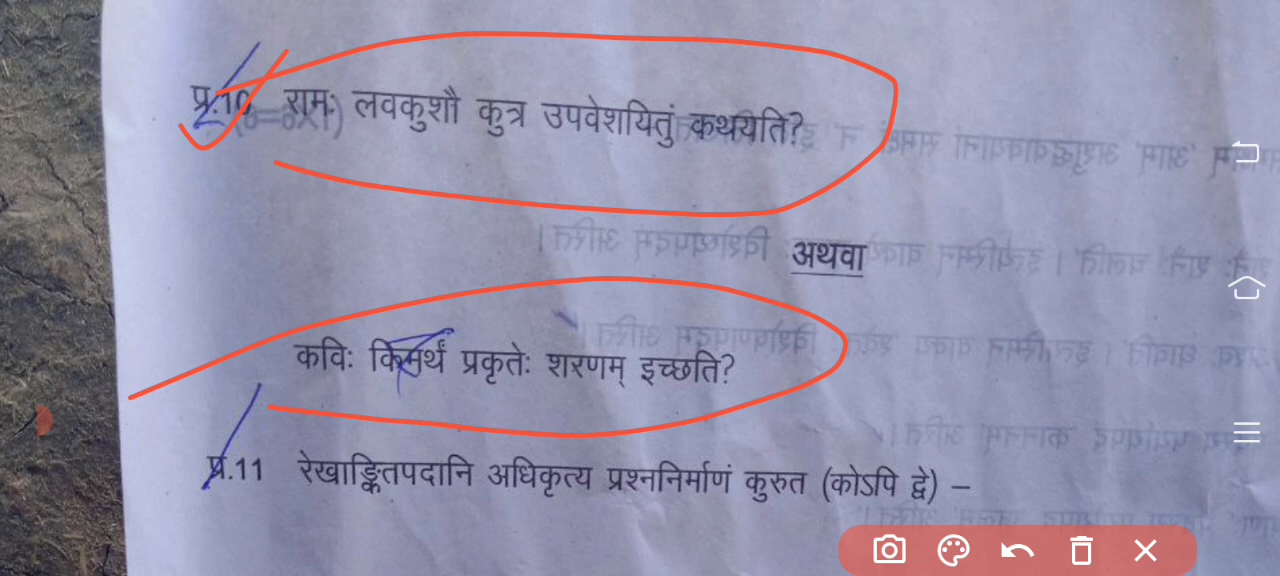 प्र.10 रामः लवकुशौ कुत्र उपवेशयितुं कथयति?
अथवा
कविः किमर्थं प्रकृतेः शरणम् इच्छति?
प्र.11 रेखाङ्कितपदानि अधिकृत्य प्रश्ननिर्माणं कुरुत (कोऽपि द्वे) –